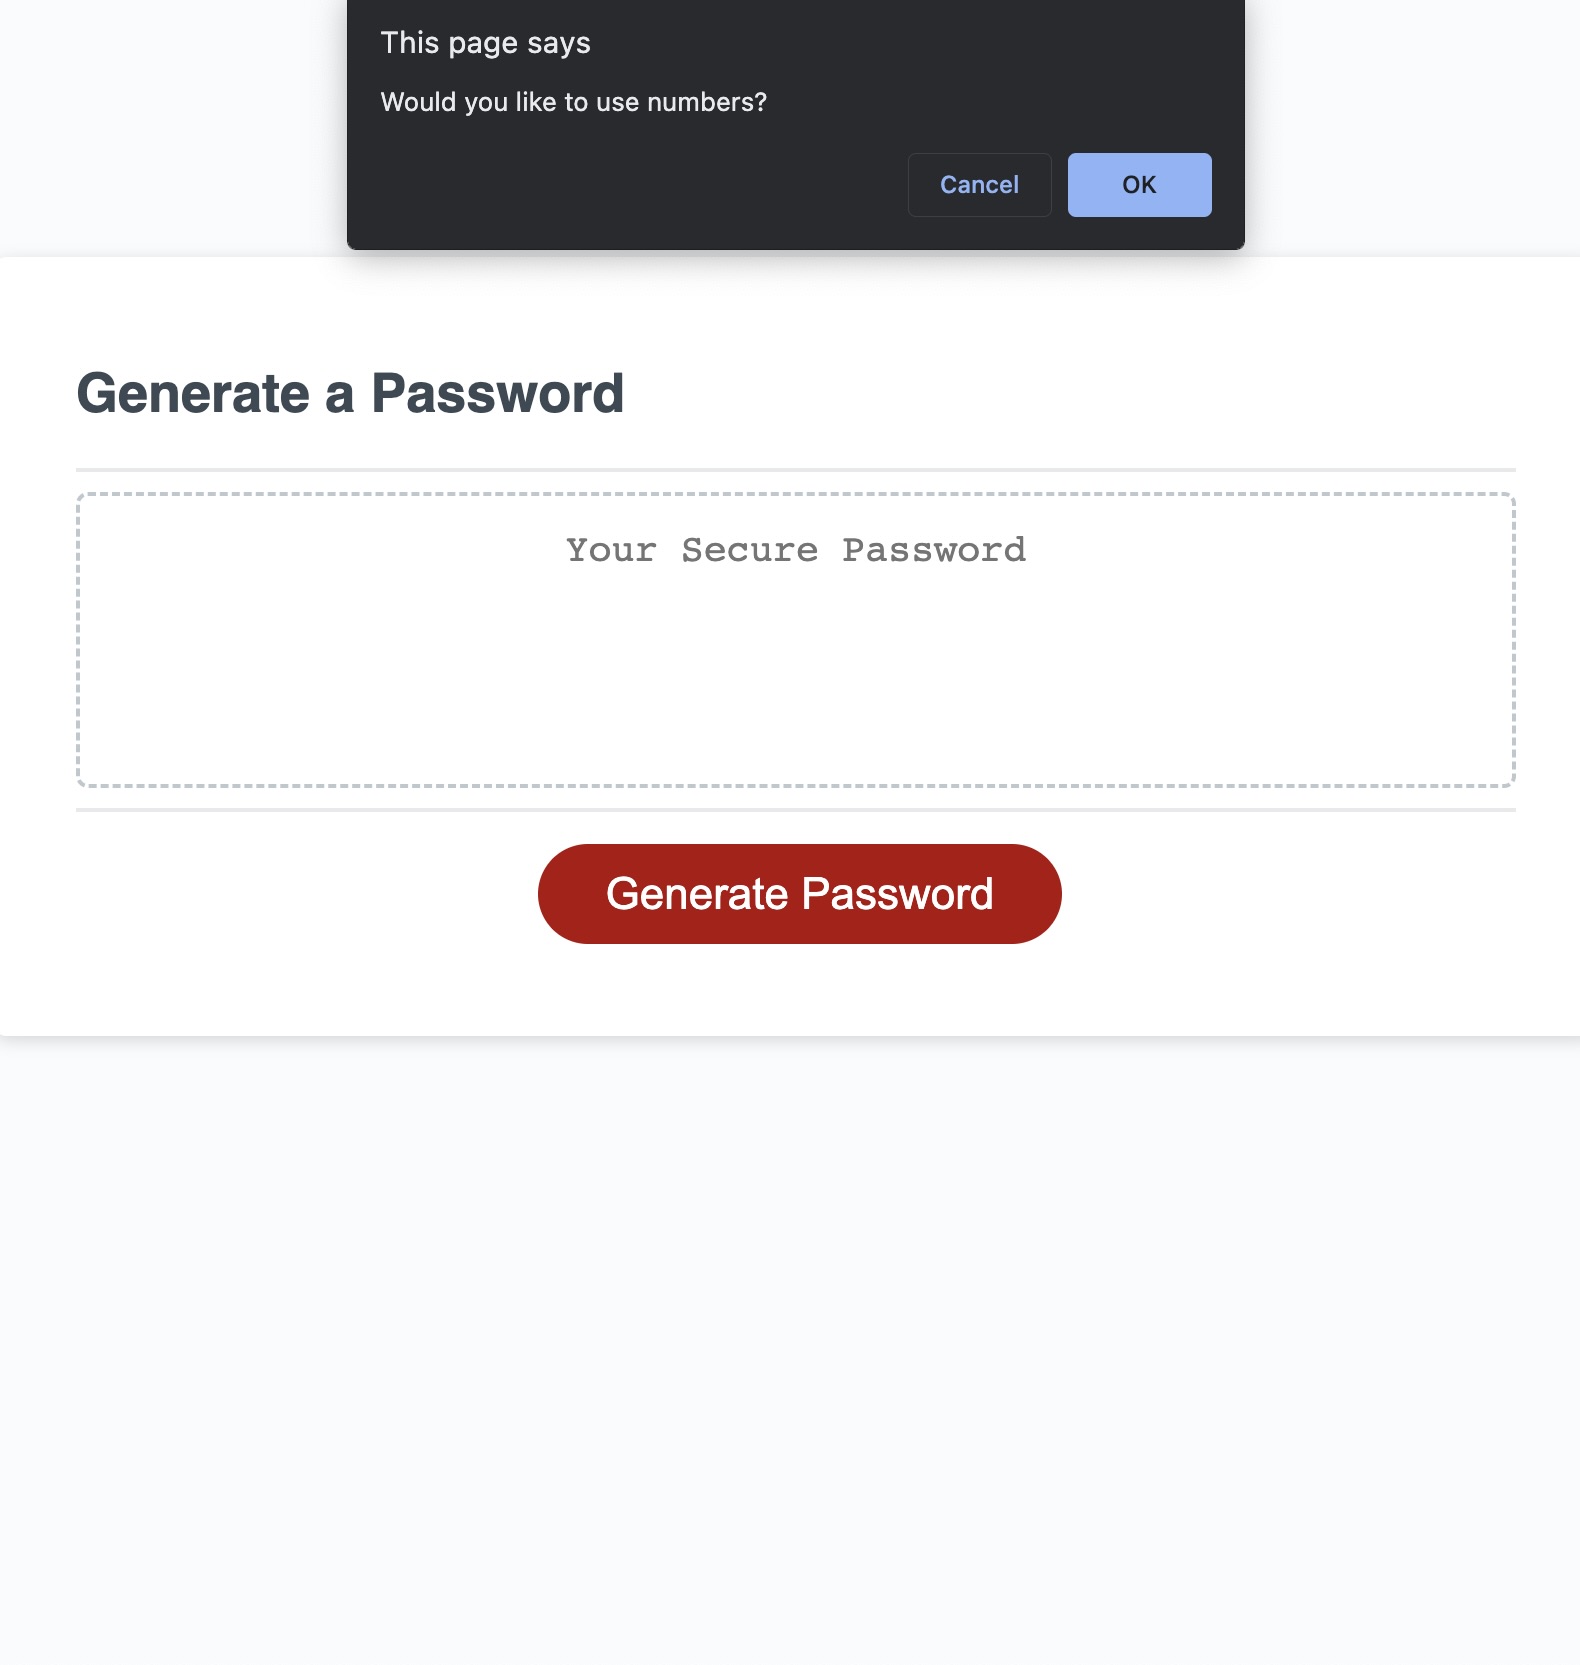 This page says
Would you like to use numbers?
Cancel OK
Generate a Password
Your Secure Password
Generate Password